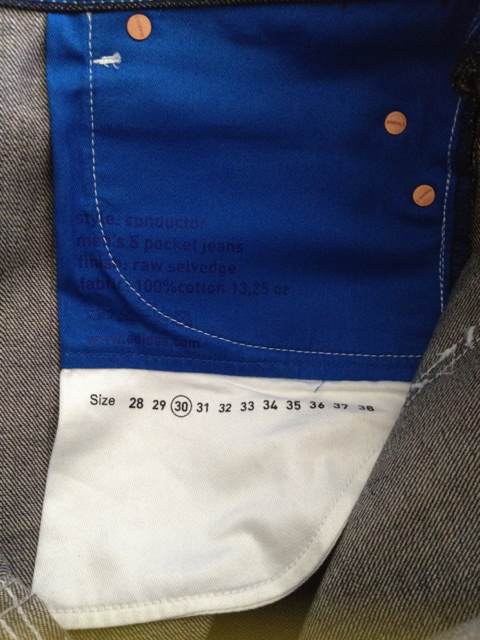 style: conductor
men's 5 pocket jeans
finish: raw selvedge
fabric: 100%cotton 13,25 oz
Size 28 29 30 31 32 33 34 35 36 37 38